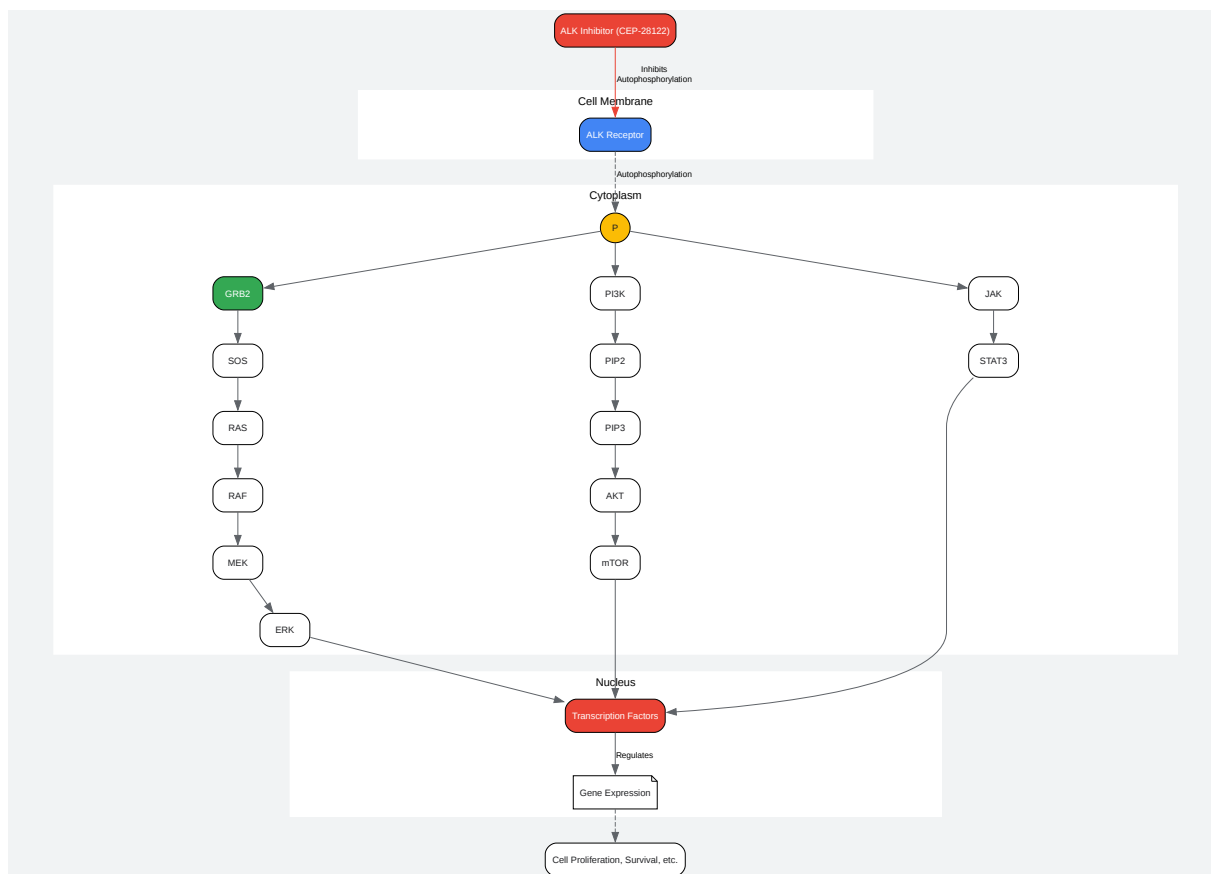 ALK Inhibitor (CEP-28122)
Inhibits
Autophosphorylation
Cell Membrane
ALK Receptor
Autophosphorylation
Cytoplasm
P
GRB2
PI3K
JAK
SOS
PIP2
STAT3
RAS
PIP3
RAF
AKT
MEK
mTOR
ERK
Nucleus
Transcription Factors
Regulates
Gene Expression
Cell Proliferation, Survival, etc.